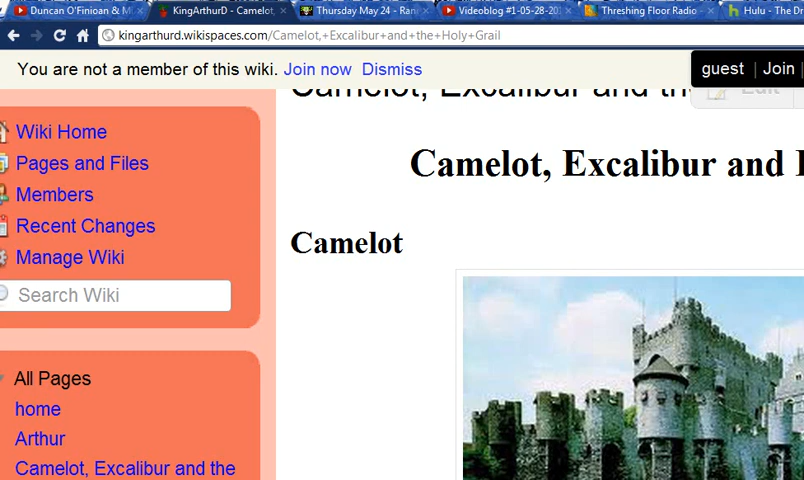 Duncan O'Finioan & M
KingArthurD - Camelot,
Thursday May 24 - Ran
Videoblog #1-05-28-201
Threshing Floor Radio -
Hulu - The Dr
kingarthurd.wikispaces.com/Camelot,+Excalibur+and+the+Holy+Grail
You are not a member of this wiki. Join now Dismiss
guest | Join |
Camelot, Excalibur and th
Edit
Wiki Home
Pages and Files
Members
Recent Changes
Manage Wiki
Search Wiki
Camelot, Excalibur and
Camelot
All Pages
home
Arthur
Camelot, Excalibur and the